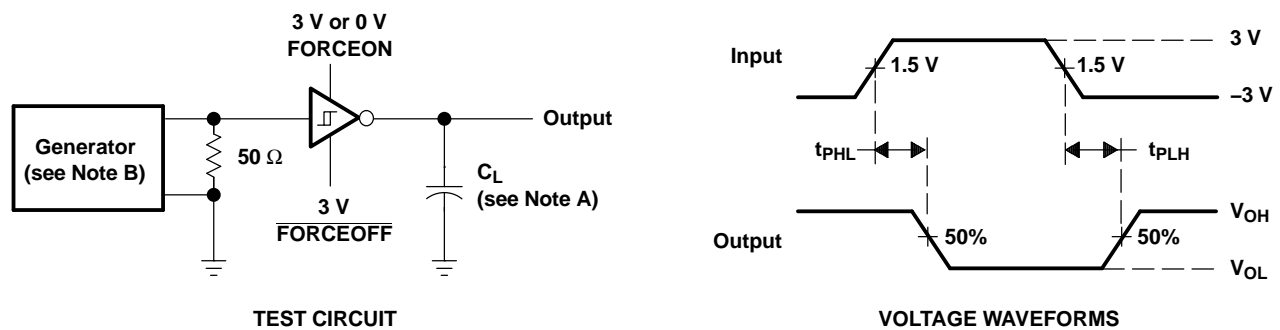 3 V or 0 V
FORCEON
Generator
(see Note B)
50 Ω
Output
CL
(see Note A)
3 V
FORCEOFF
TEST CIRCUIT
Input
1.5 V
1.5 V
3 V
–3 V
tPHL
tPLH
Output
50%
50%
VOH
VOL
VOLTAGE WAVEFORMS